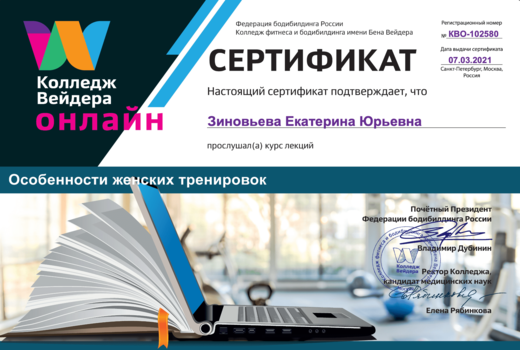 Колледж
Вейдера
онлайн
Федерация бодибилдинга России
Колледж фитнеса и бодибилдинга имени Бена Вейдера
СЕРТИФИКАТ
Настоящий сертификат подтверждает, что
Зиновьева Екатерина Юрьевна
прослушал(а) курс лекций
Регистрационный номер
№ КВО-102580
Дата выдачи сертификата
07.03.2021
Санкт-Петербург, Москва,
Россия
Особенности женских тренировок
Почётный Президент
Федерации бодибилдинга России
Владимир Дубинин
Ректор Колледжа,
кандидат медицинских наук
Елена Рябинкова
Колледж
Вейдера